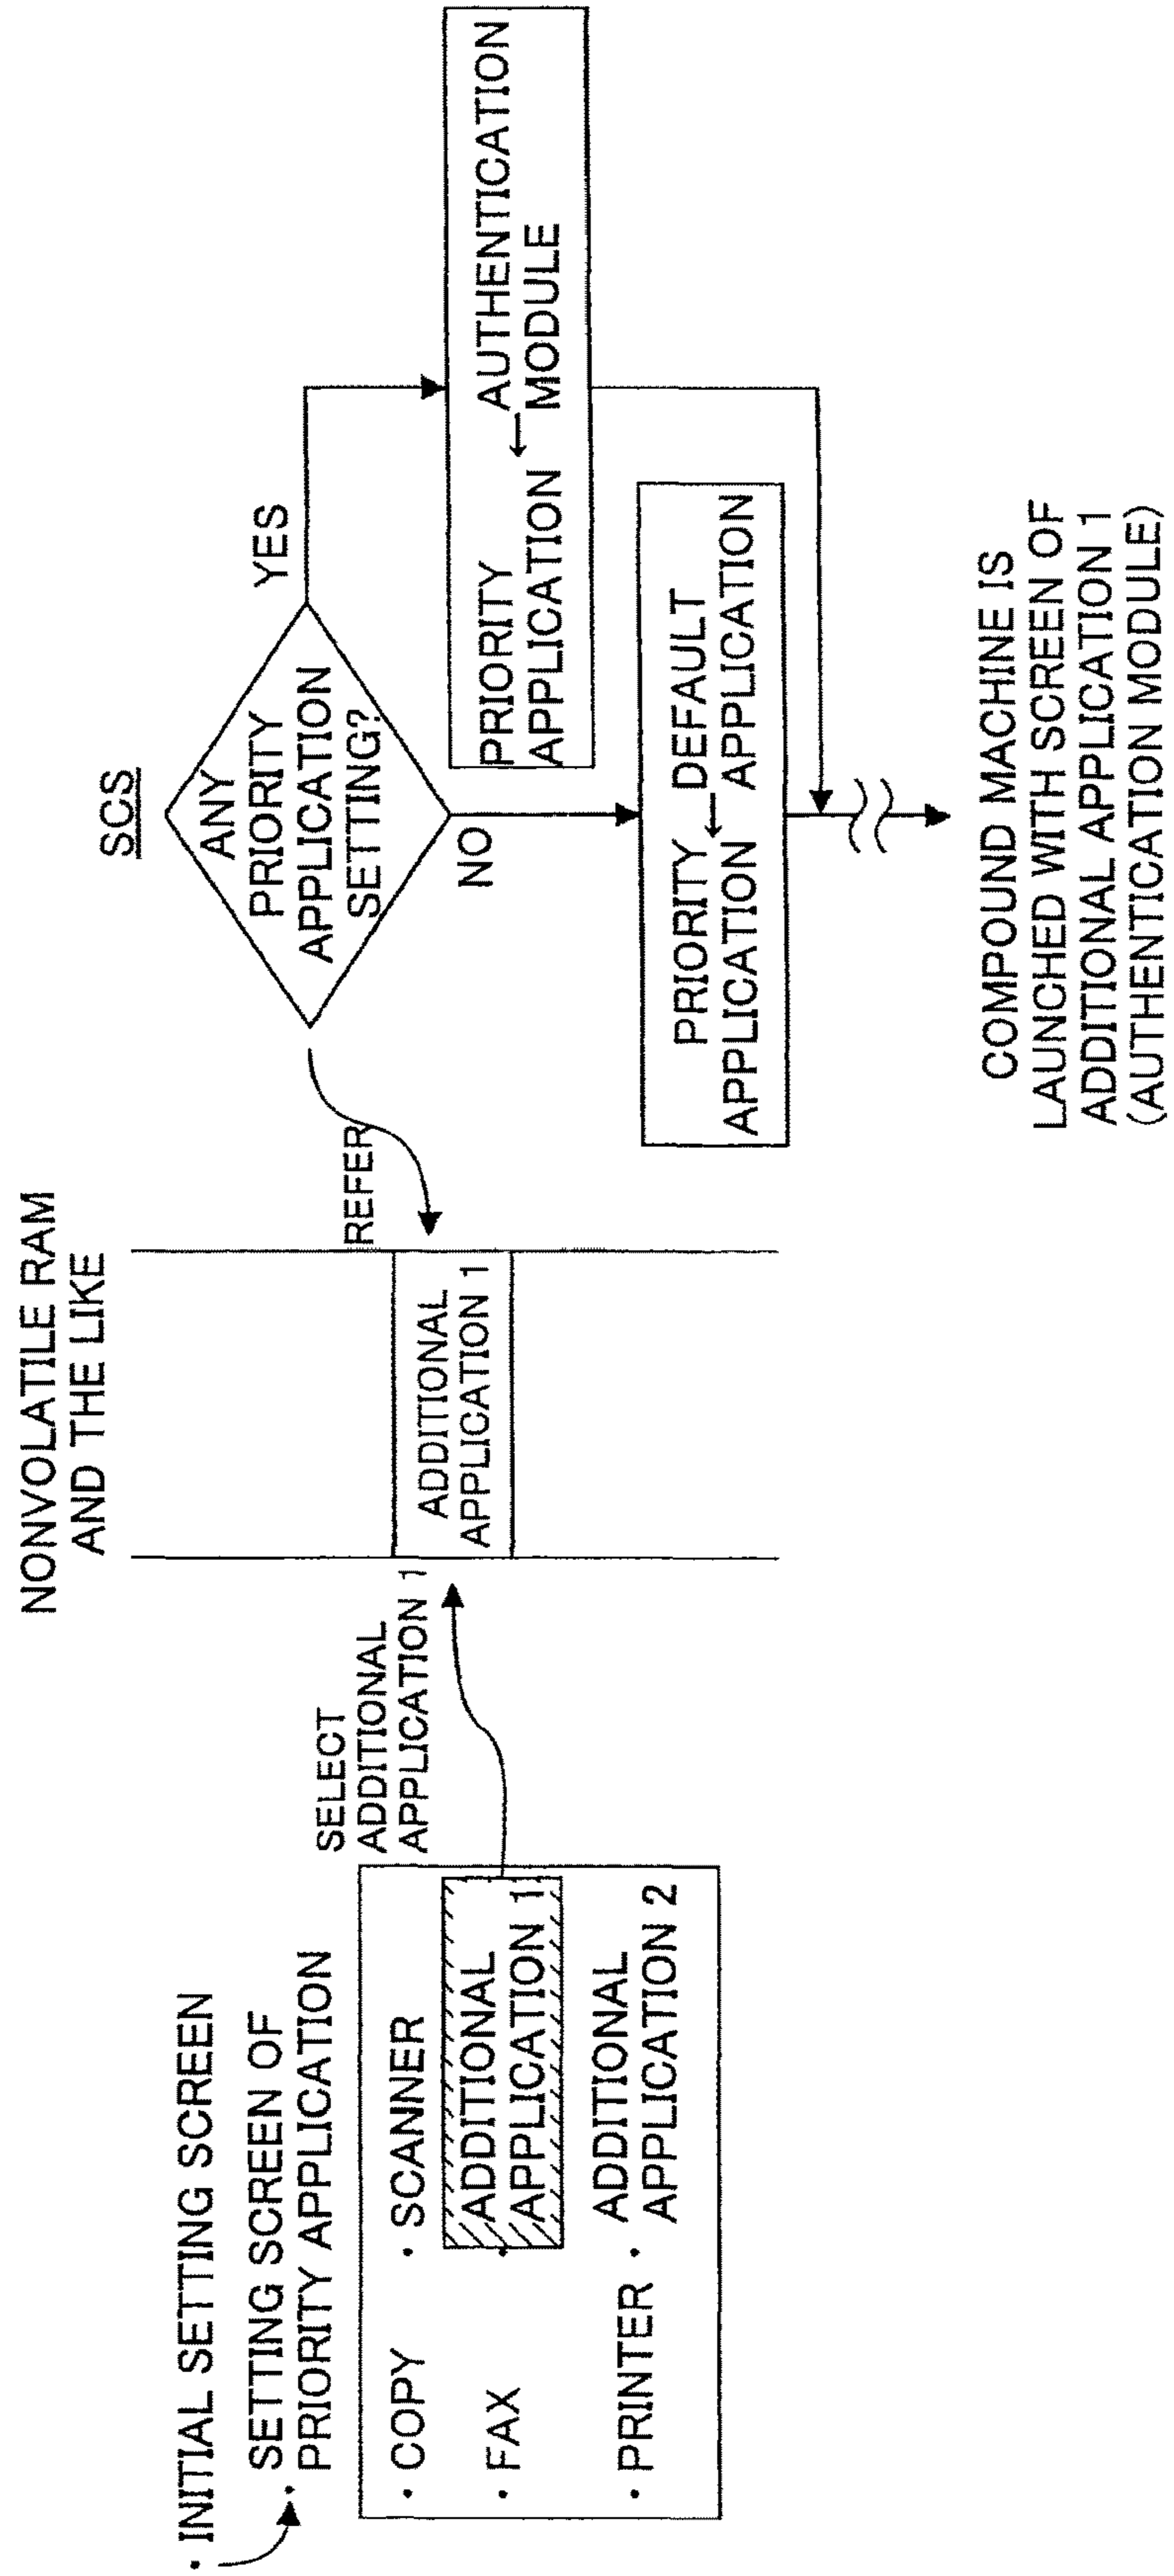 • INITIAL SETTING SCREEN
• SETTING SCREEN OF
PRIORITY APPLICATION
• COPY
• SCANNER
• FAX
• ADDITIONAL
APPLICATION 1
• PRINTER
• ADDITIONAL
APPLICATION 2
SELECT
ADDITIONAL
APPLICATION 1
NONVOLATILE RAM
AND THE LIKE
ADDITIONAL
APPLICATION 1
REFER
SCS
ANY
PRIORITY
APPLICATION
SETTING?
YES
NO
PRIORITY ← AUTHENTICATION
APPLICATION MODULE
PRIORITY ← DEFAULT
APPLICATION APPLICATION
COMPOUND MACHINE IS
LAUNCHED WITH SCREEN OF
ADDITIONAL APPLICATION 1
(AUTHENTICATION MODULE)